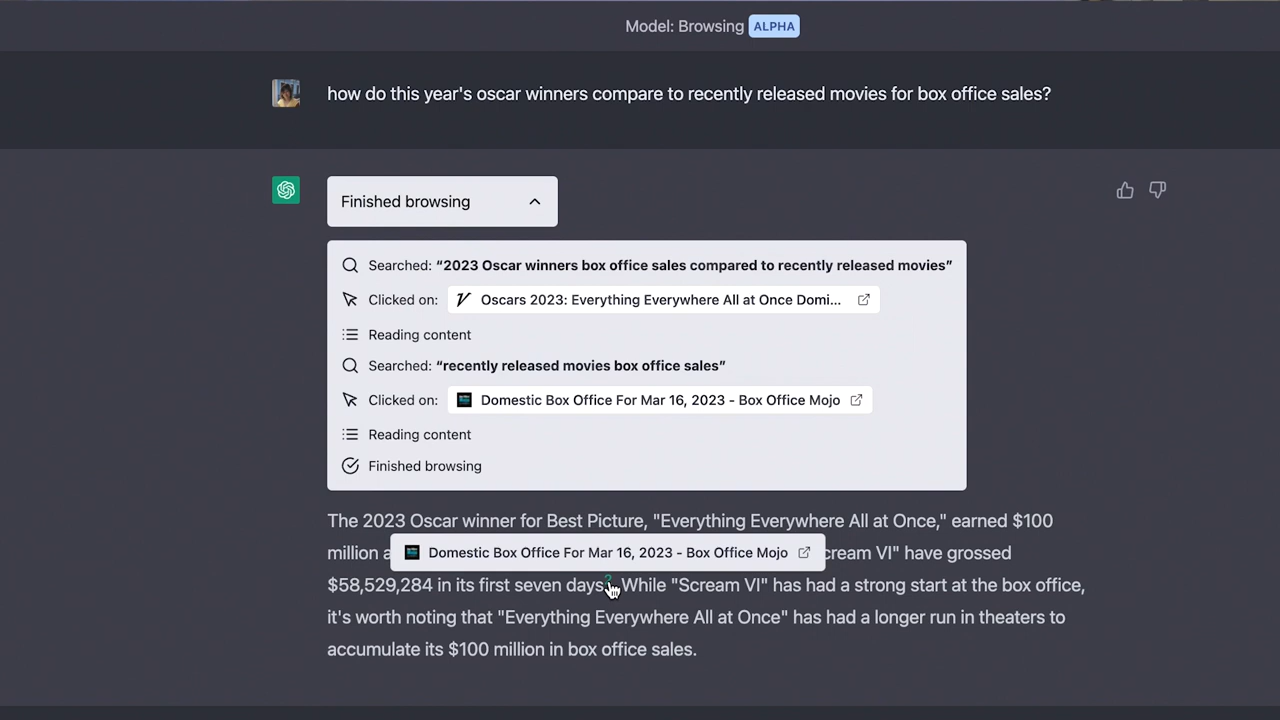 Model: Browsing ALPHA
how do this year's oscar winners compare to recently released movies for box office sales?
Finished browsing
Searched: “2023 Oscar winners box office sales compared to recently released movies”
Clicked on: Oscars 2023: Everything Everywhere All at Once Domi...
Reading content
Searched: “recently released movies box office sales”
Clicked on: Domestic Box Office For Mar 16, 2023 - Box Office Mojo
Reading content
Finished browsing
The 2023 Oscar winner for Best Picture, "Everything Everywhere All at Once," earned $100
million
Domestic Box Office For Mar 16, 2023 - Box Office Mojo
VI" have grossed
$58,529,284 in its first seven days. While "Scream VI" has had a strong start at the box office,
it's worth noting that "Everything Everywhere All at Once" has had a longer run in theaters to
accumulate its $100 million in box office sales.